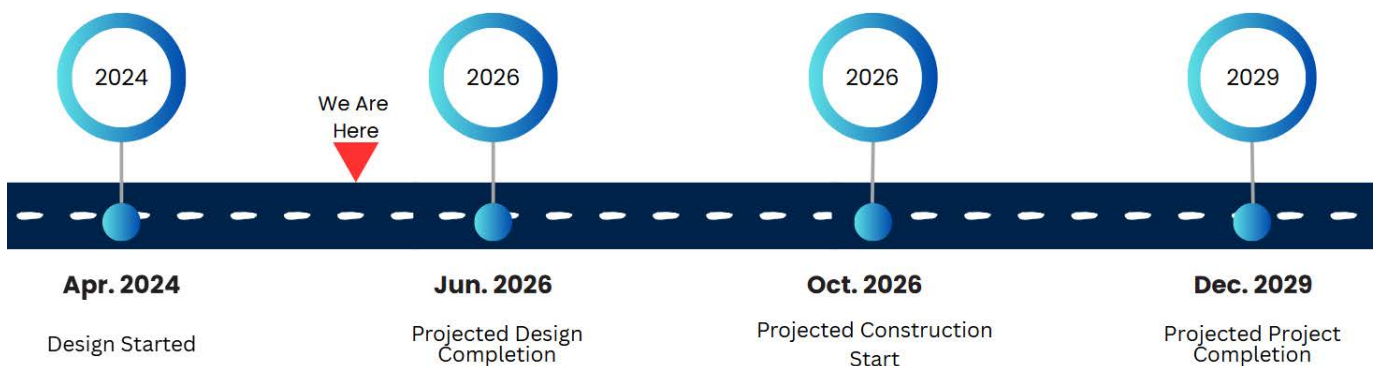 2024
We Are
Here
2026
2026
2029
Apr. 2024
Jun. 2026
Oct. 2026
Dec. 2029
Design Started
Projected Design
Completion
Projected Construction
Start
Projected Project
Completion